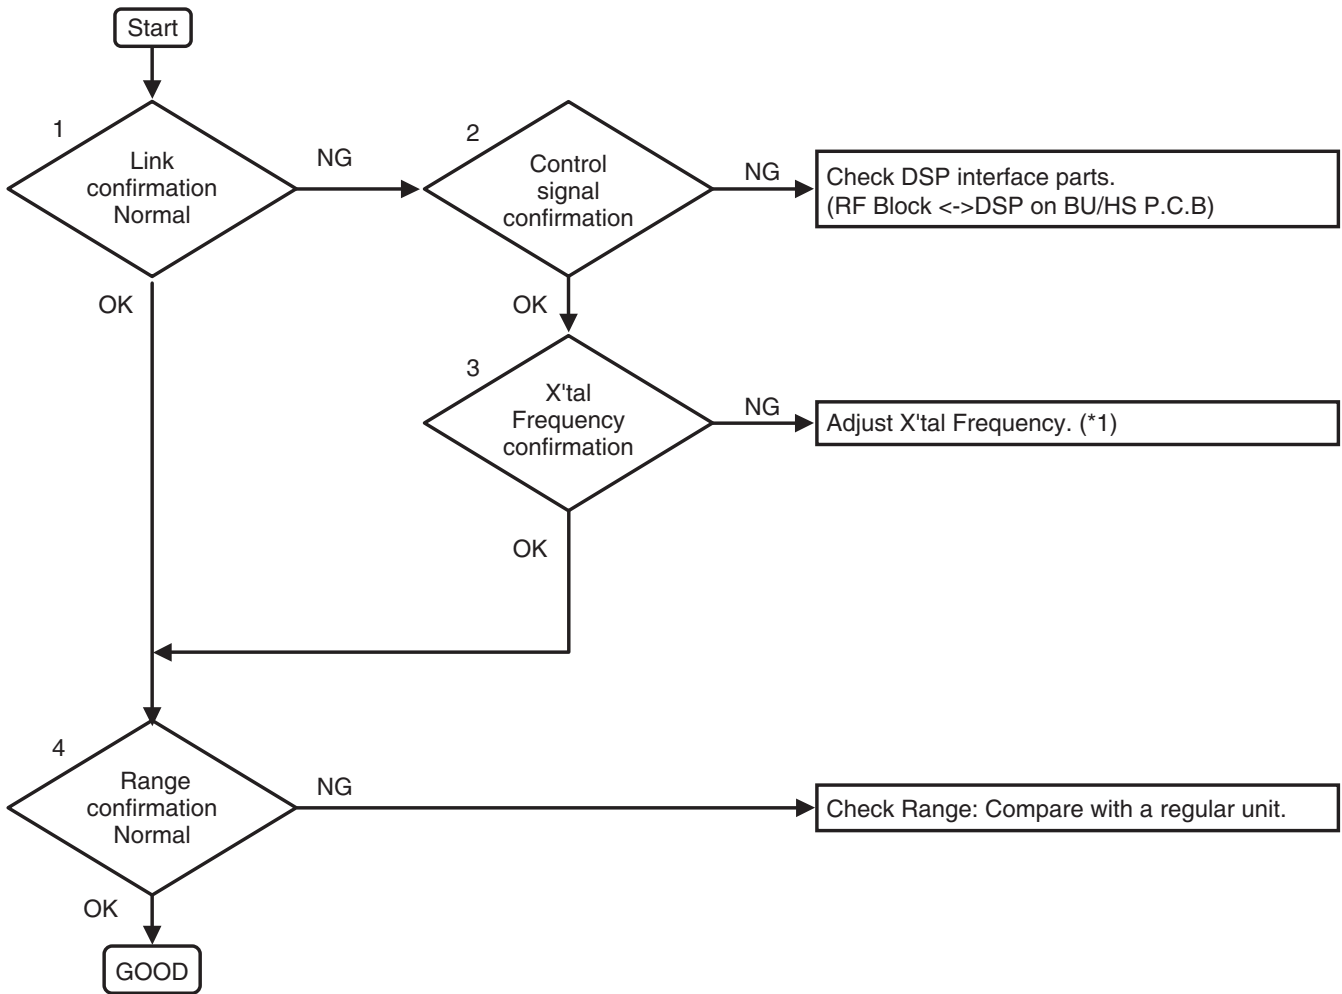 Start
1
Link
confirmation
Normal
NG
2
Control
signal
confirmation
NG
Check DSP interface parts.
(RF Block <->DSP on BU/HS P.C.B)
OK
OK
3
X'tal
Frequency
confirmation
NG
Adjust X'tal Frequency. (*1)
OK
4
Range
confirmation
Normal
NG
Check Range: Compare with a regular unit.
OK
GOOD